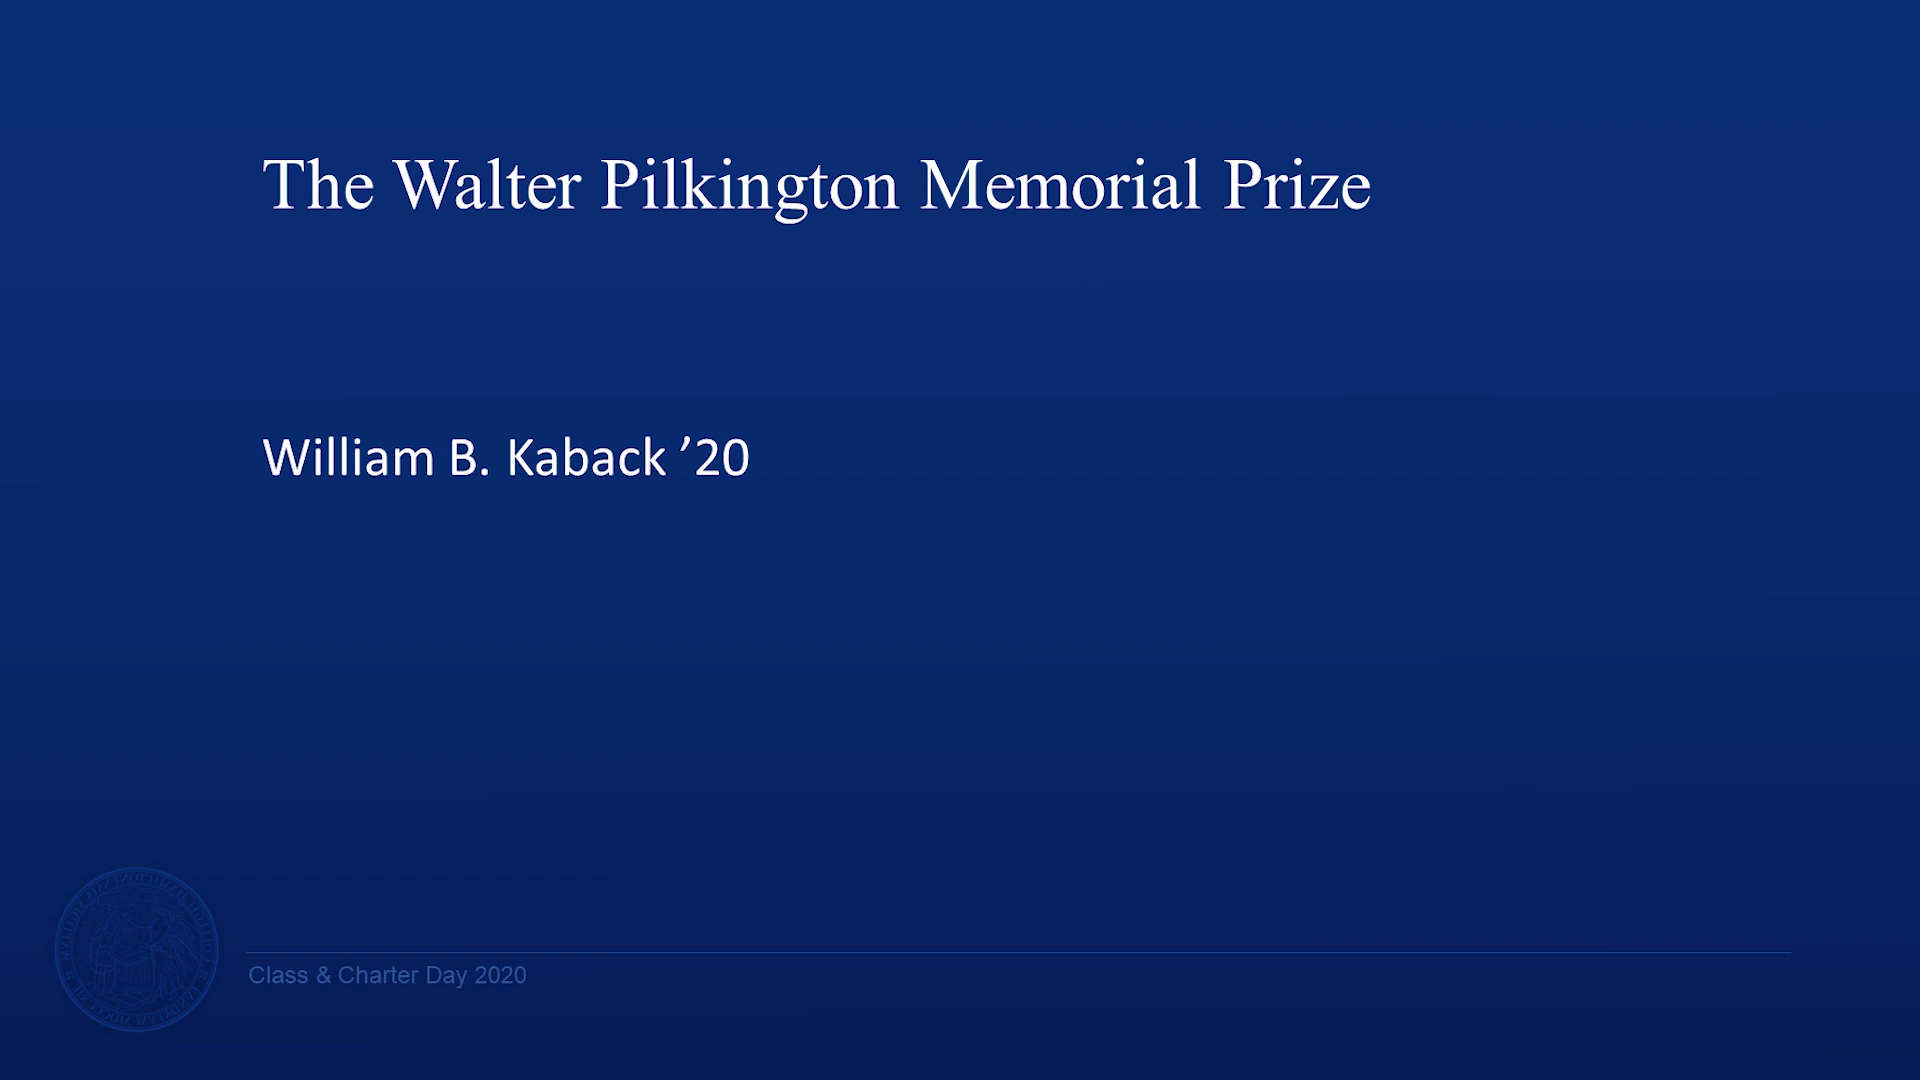 The Walter Pilkington Memorial Prize
William B. Kaback ’20
Class & Charter Day 2020